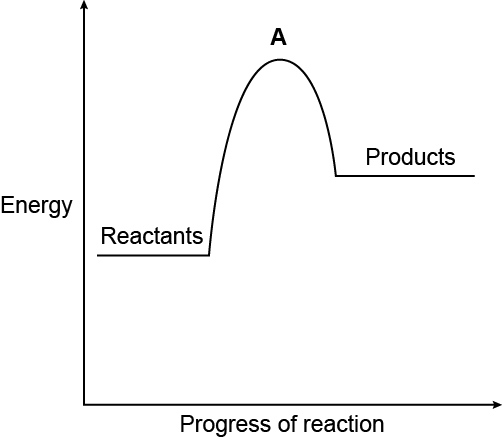 A
Products
Energy
Reactants
Progress of reaction